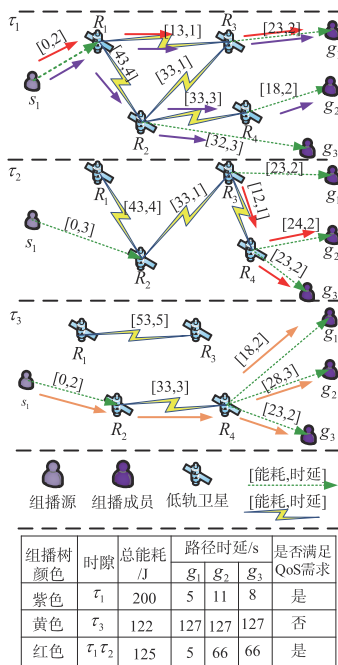 τ1
[0,2]
R1
[13,1]
R3
[23,2]
g1
s1
[43,4]
[33,1]
[33,3]
[18,2]
g2
R2
R4
[32,3]
g3
τ2
R1
R3
[23,2]
g1
s1
[43,4]
[33,1]
[12,1]
[24,2]
g2
[0,3]
R2
R4
[23,2]
g3
τ3
[53,5]
R1
R3
[18,2]
g1
s1
[0,2]
[33,3]
[28,3]
g2
R2
R4
[23,2]
g3
[能耗,时延]
[能耗,时延]
组播源 组播成员 低轨卫星
组播树颜色 时隙 总能耗/J 路径时延/s 是否满足QoS需求
g1 g2 g3
紫色 τ1 200 5 11 8 是
黄色 τ3 122 127 127 127 否
红色 τ1τ2 125 5 66 66 是